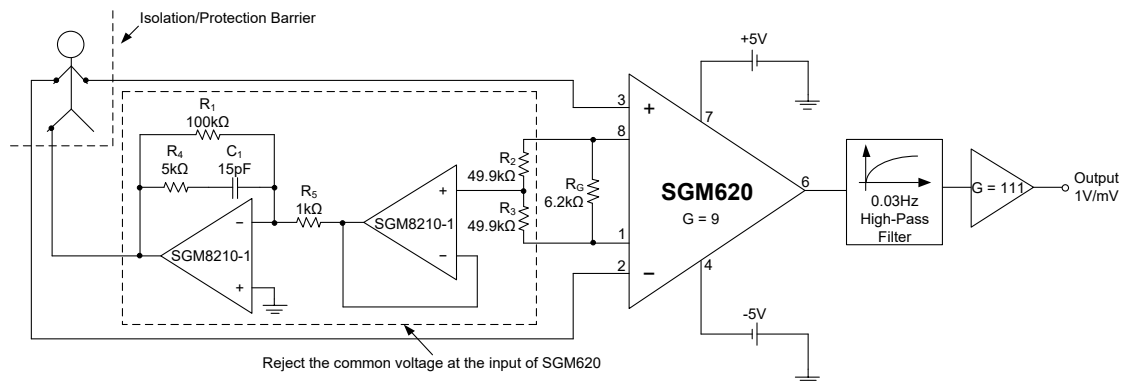 Isolation/Protection Barrier
+5V
R1
100kΩ
R4
5kΩ
C1
15pF
R5
1kΩ
R2
49.9kΩ
R3
49.9kΩ
RG
6.2kΩ
SGM8210-1
+
−
SGM8210-1
−
+
3
8
1
2
+
−
7
4
6
SGM620
G = 9
0.03Hz
High-Pass
Filter
G = 111
Output
1V/mV
-5V
Reject the common voltage at the input of SGM620